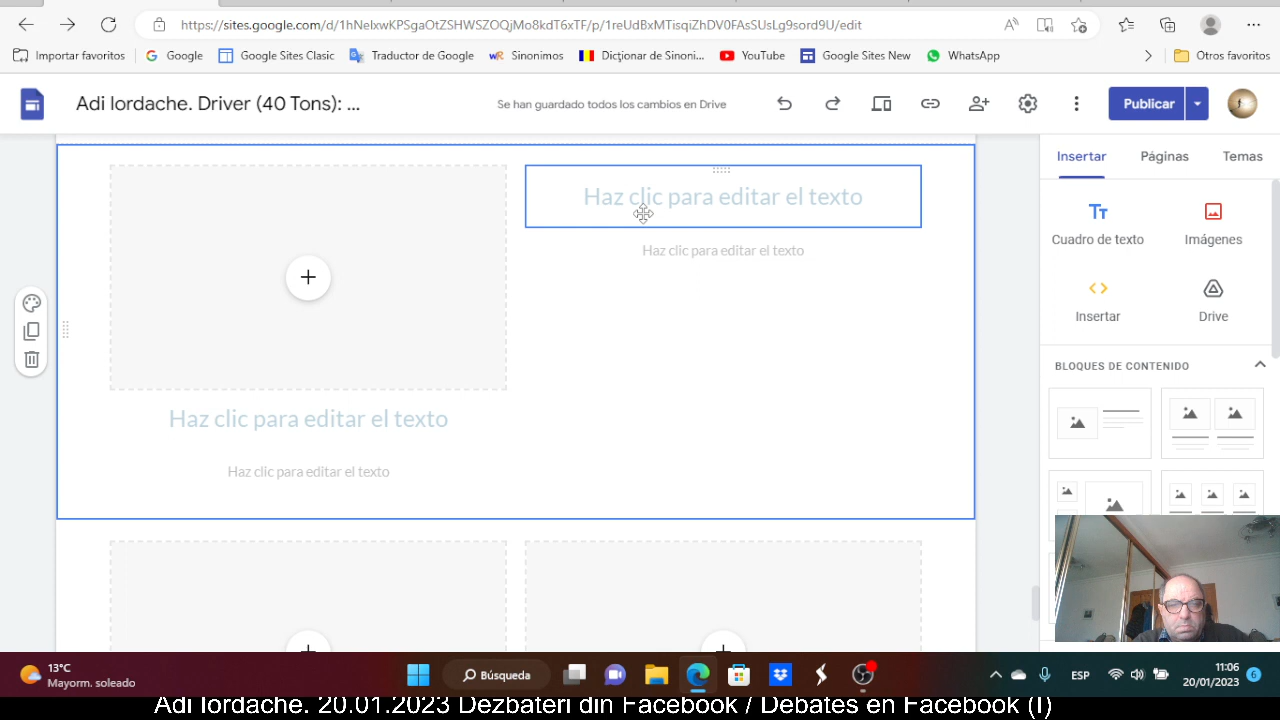 https://sites.google.com/d/1hNelxwKPSgaOtZSHWSZOQjMo8kdT6xTF/p/1reUdBxMTisqiZhDV0FAsSUsLg9sord9U/edit
Importar favoritos
Google
Google Sites Clasic
Traductor de Google
wR Sinonimos
Dicționar de Sinoni...
YouTube
Google Sites New
WhatsApp
Otros favoritos
Adi Iordache. Driver (40 Tons): ...
Se han guardado todos los cambios en Drive
Publicar
Insertar Páginas Temas
Haz clic para editar el texto
Haz clic para editar el texto
Cuadro de texto
Imágenes
Insertar
Drive
BLOQUES DE CONTENIDO
Haz clic para editar el texto
Haz clic para editar el texto
13°C
Mayorm. soleado
Búsqueda
ESP
11:06
20/01/2023
6
Adi Iordache. 20.01.2023 Dezbateri din Facebook / Debates en Facebook (I)